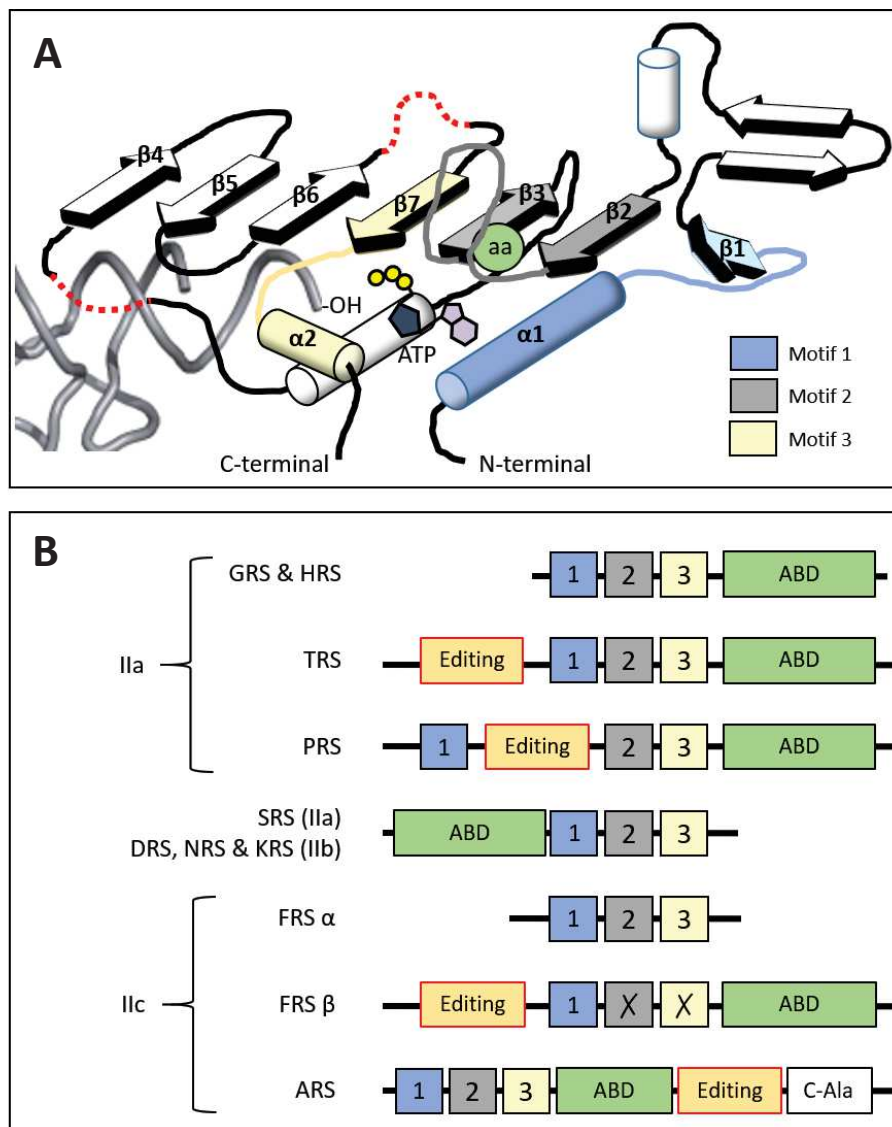 A
β4
β5
β6
β7
β3
β2
β1
aa
-OH
α2
ATP
α1
C-terminal
N-terminal
Motif 1
Motif 2
Motif 3
B
IIa
GRS & HRS
1 2 3 ABD
TRS
Editing 1 2 3 ABD
PRS
1 Editing 2 3 ABD
SRS (IIa)
DRS, NRS & KRS (IIb)
ABD 1 2 3
IIc
FRS α
1 2 3
FRS β
Editing 1 X X ABD
ARS
1 2 3 ABD Editing C-Ala